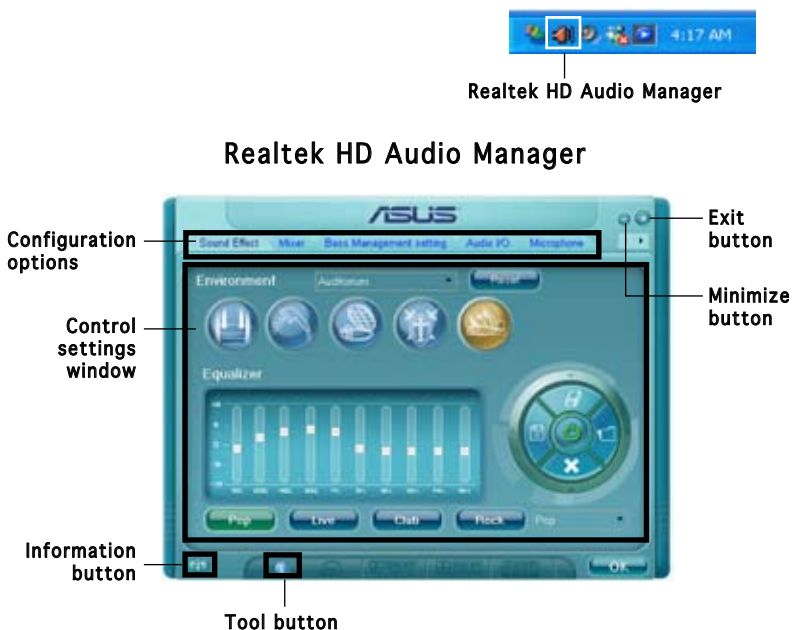 4:17 AM
Realtek HD Audio Manager
Realtek HD Audio Manager
ASUS
Exit
button
Configuration
options
Sound Effect Mixer Bass Management setting Audio I/O Microphone
Minimize
button
Environment Auditorium Reset
Control
settings
window
Equalizer
Pop Live Club Rock Pop
Information
button
OK
Tool button